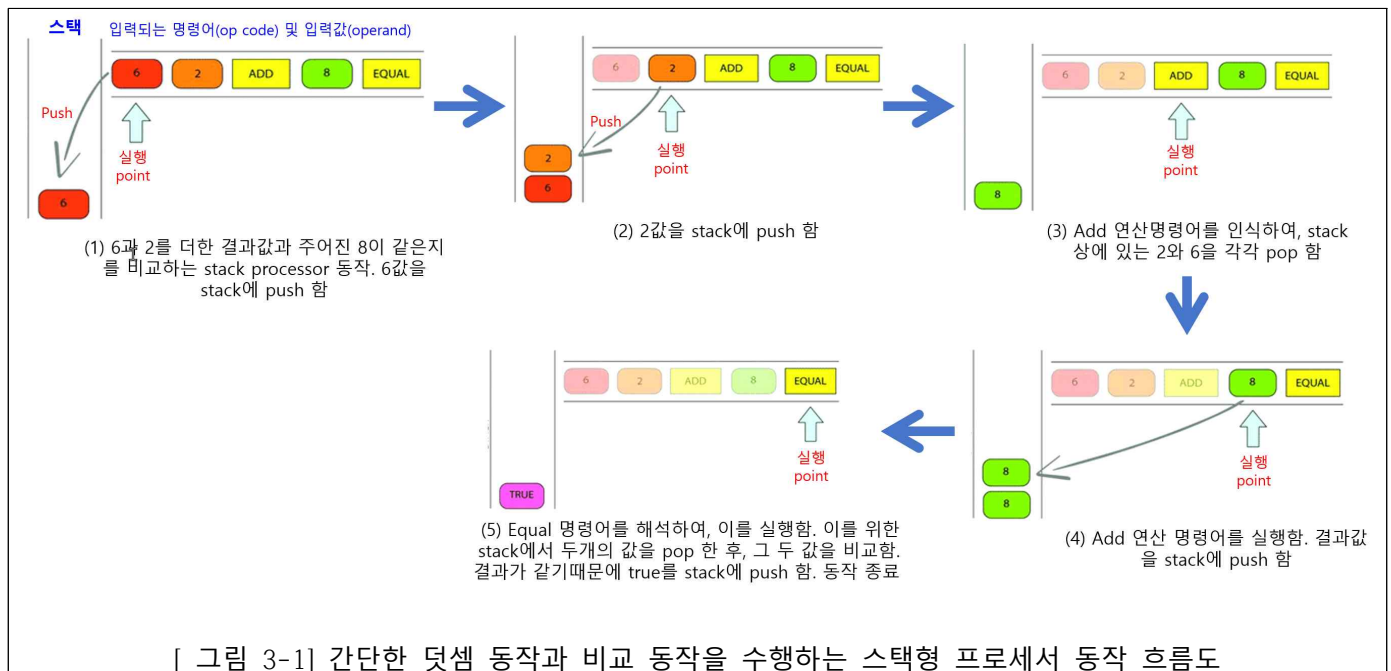 스택
입력되는 명령어(op code) 및 입력값(operand)
6 2 ADD 8 EQUAL
Push
실행
point
6
(1) 6과 2를 더한 결과값과 주어진 8이 같은지
를 비교하는 stack processor 동작. 6값을
stack에 push 함
6 2 ADD 8 EQUAL
Push
실행
point
2
6
(2) 2값을 stack에 push 함
6 2 ADD 8 EQUAL
실행
point
8
(3) Add 연산명령어를 인식하여, stack
상에 있는 2와 6을 각각 pop 함
6 2 ADD 8 EQUAL
실행
point
8
8
(4) Add 연산 명령어를 실행함. 결과값
을 stack에 push 함
6 2 ADD 8 EQUAL
실행
point
TRUE
(5) Equal 명령어를 해석하여, 이를 실행함. 이를 위한
stack에서 두개의 값을 pop 한 후, 그 두 값을 비교함.
결과가 같기때문에 true를 stack에 push 함. 동작 종료
[ 그림 3-1] 간단한 덧셈 동작과 비교 동작을 수행하는 스택형 프로세서 동작 흐름도